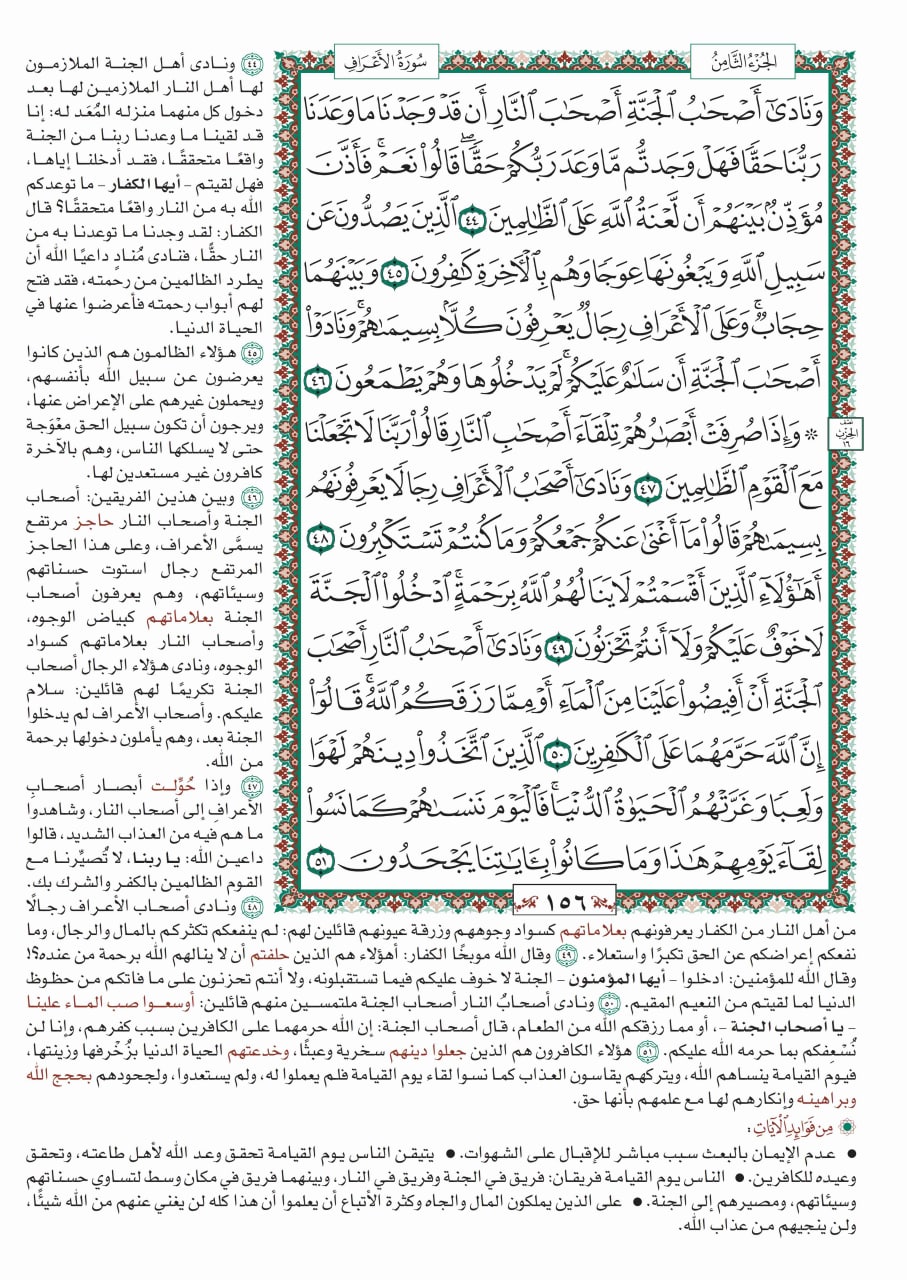 الجزء الثامن
سورة الأعراف
وَنَادَىٰٓ أَصْحَٰبُ ٱلْجَنَّةِ أَصْحَٰبَ ٱلنَّارِ أَن قَدْ وَجَدْنَا مَا وَعَدَنَا
رَبُّنَا حَقًّا فَهَلْ وَجَدتُّم مَّا وَعَدَ رَبُّكُمْ حَقًّا ۖ قَالُوا۟ نَعَمْ ۚ فَأَذَّنَ
مُؤَذِّنٌۢ بَيْنَهُمْ أَن لَّعْنَةُ ٱللَّهِ عَلَى ٱلظَّٰلِمِينَ ٤٤ ٱلَّذِينَ يَصُدُّونَ عَن
سَبِيلِ ٱللَّهِ وَيَبْغُونَهَا عِوَجًا وَهُم بِٱلْءَاخِرَةِ كَٰفِرُونَ ٤٥ وَبَيْنَهُمَا
حِجَابٌ ۚ وَعَلَى ٱلْأَعْرَافِ رِجَالٌ يَعْرِفُونَ كُلًّۢا بِسِيمَىٰهُمْ ۚ وَنَادَوْا۟
أَصْحَٰبَ ٱلْجَنَّةِ أَن سَلَٰمٌ عَلَيْكُمْ ۚ لَمْ يَدْخُلُوهَا وَهُمْ يَطْمَعُونَ ٤٦
۞ وَإِذَا صُرِفَتْ أَبْصَٰرُهُمْ تِلْقَآءَ أَصْحَٰبِ ٱلنَّارِ قَالُوا۟ رَبَّنَا لَا تَجْعَلْنَا
مَعَ ٱلْقَوْمِ ٱلظَّٰلِمِينَ ٤٧ وَنَادَىٰٓ أَصْحَٰبُ ٱلْأَعْرَافِ رِجَالًا يَعْرِفُونَهُم
بِسِيمَىٰهُمْ قَالُوا۟ مَآ أَغْنَىٰ عَنكُمْ جَمْعُكُمْ وَمَا كُنتُمْ تَسْتَكْبِرُونَ ٤٨
أَهَٰٓؤُلَآءِ ٱلَّذِينَ أَقْسَمْتُمْ لَا يَنَالُهُمُ ٱللَّهُ بِرَحْمَةٍ ۚ ٱدْخُلُوا۟ ٱلْجَنَّةَ
لَا خَوْفٌ عَلَيْكُمْ وَلَآ أَنتُمْ تَحْزَنُونَ ٤٩ وَنَادَىٰٓ أَصْحَٰبُ ٱلنَّارِ أَصْحَٰبَ
ٱلْجَنَّةِ أَنْ أَفِيضُوا۟ عَلَيْنَا مِنَ ٱلْمَآءِ أَوْ مِمَّا رَزَقَكُمُ ٱللَّهُ ۚ قَالُوٓا۟
إِنَّ ٱللَّهَ حَرَّمَهُمَا عَلَى ٱلْكَٰفِرِينَ ٥٠ ٱلَّذِينَ ٱتَّخَذُوا۟ دِينَهُمْ لَهْوًا
وَلَعِبًا وَغَرَّتْهُمُ ٱلْحَيَوٰةُ ٱلدُّنْيَا ۚ فَٱلْيَوْمَ نَنسَىٰهُمْ كَمَا نَسُوا۟
لِقَآءَ يَوْمِهِمْ هَٰذَا وَمَا كَانُوا۟ بِـَٔايَٰتِنَا يَجْحَدُونَ ٥١
نصف
الحزب
١٦
١٥٦
٤٤ ونادى أهل الجنة الملازمون
لها أهل النار الملازمين لها بعد
دخول كل منهما منزله المُعَد له: إنا
قد لقينا ما وعدنا ربنا من الجنة
واقعًا متحققًا، فقد أدخلنا إياها،
فهل لقيتم - أيها الكفار - ما توعدكم
الله به من النار واقعًا متحققًا؟ قال
الكفار: لقد وجدنا ما توعدنا به من
النار حقًّا، فنادى مُنادٍ داعيًا الله أن
يطرد الظالمين من رحمته، فقد فتح
لهم أبواب رحمته فأعرضوا عنها في
الحياة الدنيا.
٤٥ هؤلاء الظالمون هم الذين كانوا
يعرضون عن سبيل الله بأنفسهم،
ويحملون غيرهم على الإعراض عنها،
ويرجون أن تكون سبيل الحق معْوَجة
حتى لا يسلكها الناس، وهم بالآخرة
كافرون غير مستعدين لها.
٤٦ وبين هذين الفريقين: أصحاب
الجنة وأصحاب النار حاجز مرتفع
يسمَّى الأعراف، وعلى هذا الحاجز
المرتفع رجال استوت حسناتهم
وسيئاتهم، وهم يعرفون أصحاب
الجنة بعلاماتهم كبياض الوجوه،
وأصحاب النار بعلاماتهم كسواد
الوجوه، ونادى هؤلاء الرجال أصحاب
الجنة تكريمًا لهم قائلين: سلام
عليكم. وأصحاب الأعراف لم يدخلوا
الجنة بعد، وهم يأملون دخولها برحمة
من الله.
٤٧ وإذا حُوِّلت أبصار أصحاب
الأعراف إلى أصحاب النار، وشاهدوا
ما هم فيه من العذاب الشديد، قالوا
داعين الله: يا ربنا، لا تُصيِّرنا مع
القوم الظالمين بالكفر والشرك بك.
٤٨ ونادى أصحاب الأعراف رجالًا
من أهل النار من الكفار يعرفونهم بعلاماتهم كسواد وجوههم وزرقة عيونهم قائلين لهم: لم ينفعكم تكثركم بالمال والرجال، وما
نفعكم إعراضكم عن الحق تكبرًا واستعلاء. ٤٩ وقال الله موبخًا الكفار: أهؤلاء هم الذين حلفتم أن لا ينالهم الله برحمة من عنده؟!
وقال الله للمؤمنين: ادخلوا - أيها المؤمنون - الجنة لا خوف عليكم فيما تستقبلونه، ولا أنتم تحزنون على ما فاتكم من حظوظ
الدنيا لما لقيتم من النعيم المقيم. ٥٠ ونادى أصحابُ النار أصحابَ الجنة ملتمسين منهم قائلين: أوسعوا صب الماء علينا
- يا أصحاب الجنة -، أو مما رزقكم الله من الطعام، قال أصحاب الجنة: إن الله حرمهما على الكافرين بسبب كفرهم، وإنا لن
نُسْعِفكم بما حرمه الله عليكم. ٥١ هؤلاء الكافرون هم الذين جعلوا دينهم سخرية وعبثًا، وخدعتهم الحياة الدنيا بزُخْرفها وزينتها،
فيوم القيامة ينساهم الله، ويتركهم يقاسون العذاب كما نسوا لقاء يوم القيامة فلم يعملوا له، ولم يستعدوا، ولجحودهم بحجج الله
وبراهينه وإنكارهم لها مع علمهم بأنها حق.
من فوائد الآيات:
• عدم الإيمان بالبعث سبب مباشر للإقبال على الشهوات. • يتيقن الناس يوم القيامة تحقق وعد الله لأهل طاعته، وتحقق
وعيده للكافرين. • الناس يوم القيامة فريقان: فريق في الجنة وفريق في النار، وبينهما فريق في مكان وسط لتساوي حسناتهم
وسيئاتهم، ومصيرهم إلى الجنة. • على الذين يملكون المال والجاه وكثرة الأتباع أن يعلموا أن هذا كله لن يغني عنهم من الله شيئًا،
ولن ينجيهم من عذاب الله.